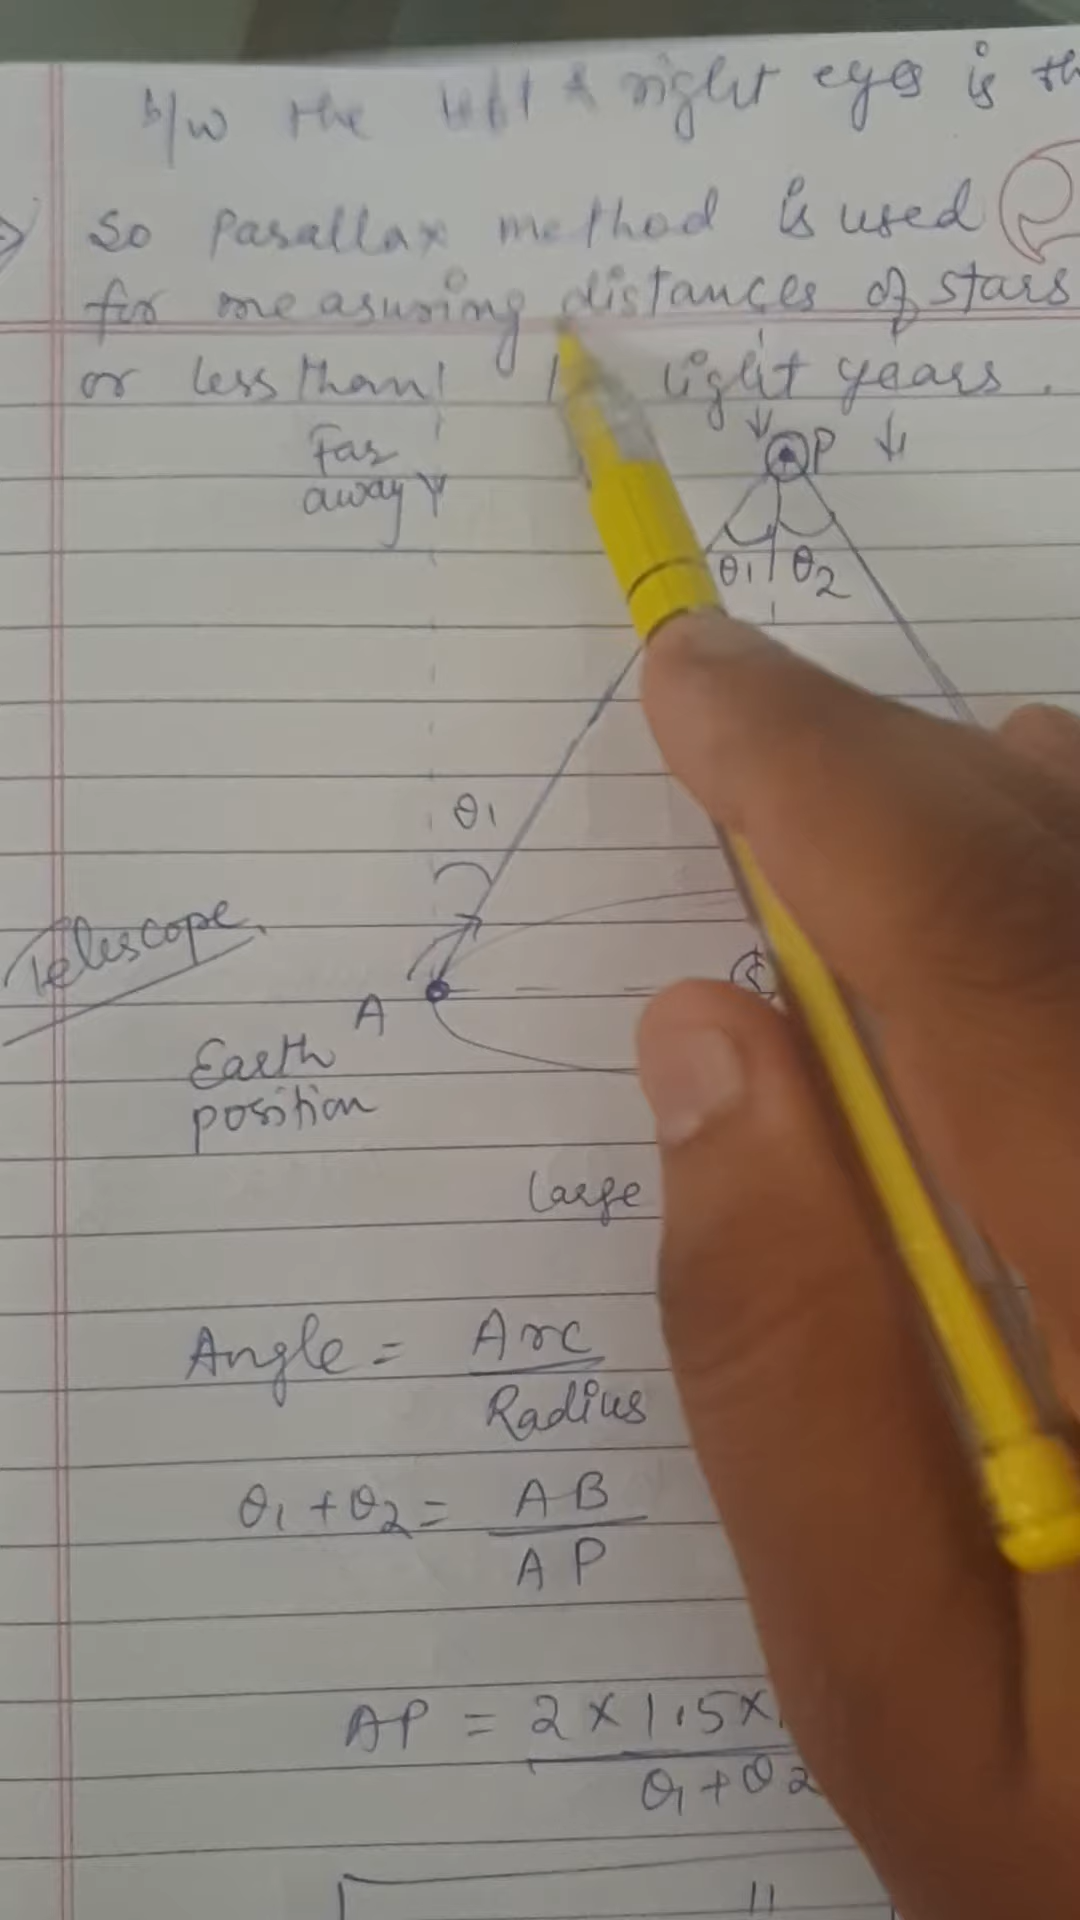 b/w the left & right eyes is th
So Parallax method is used
for measuring distances of stars
or less than light years.
Far
away
P
θ1 θ2
θ1
Telescope
A
Earth
position
large
Angle = Arc
Radius
θ1 + θ2 = AB
AP
AP = 2 × 1.5 ×
θ1 + θ2